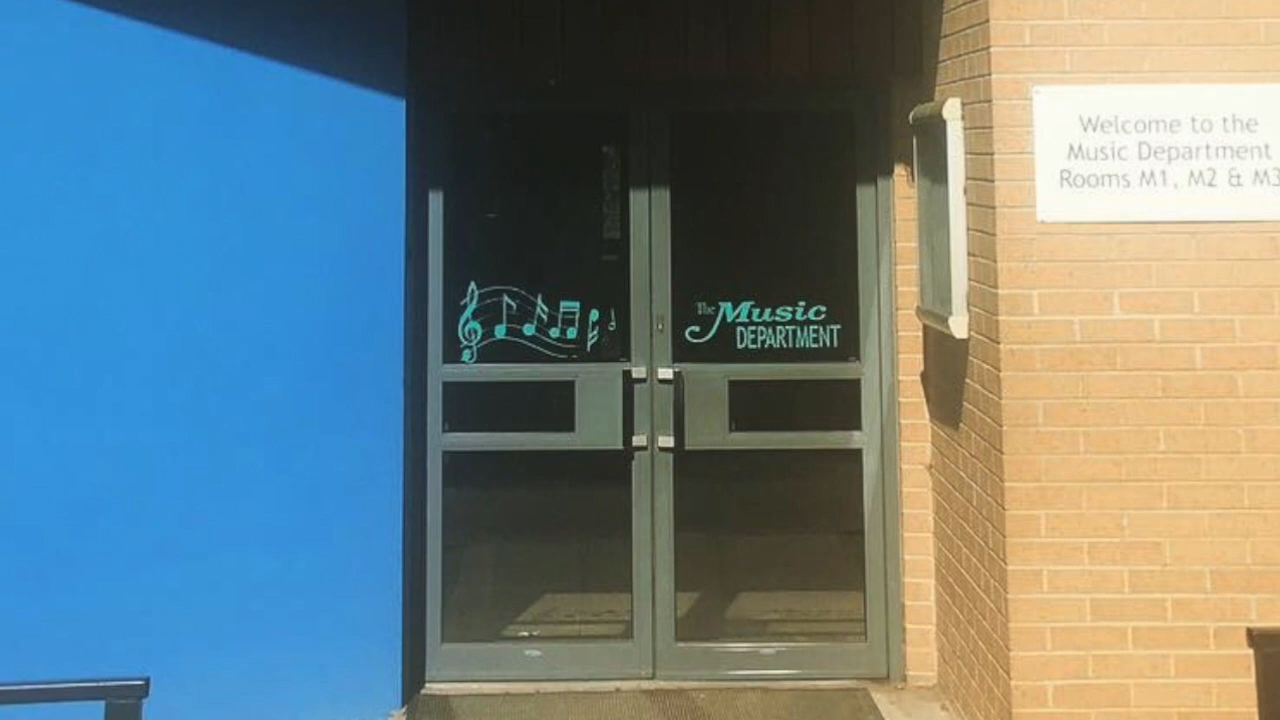 The Music
DEPARTMENT
Welcome to the
Music Department
Rooms M1, M2 & M3